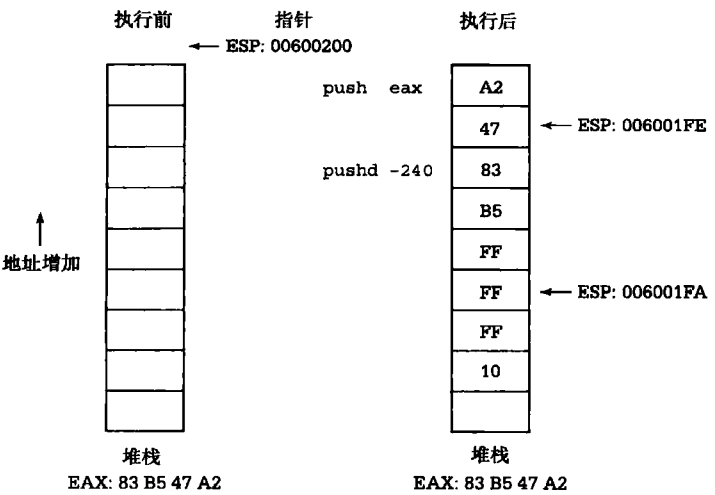 执行前 指针 执行后
ESP: 00600200
push eax A2
47 ESP: 006001FE
pushd -240 83
B5
地址增加 FF
FF ESP: 006001FA
FF
10
堆栈 堆栈
EAX: 83 B5 47 A2 EAX: 83 B5 47 A2